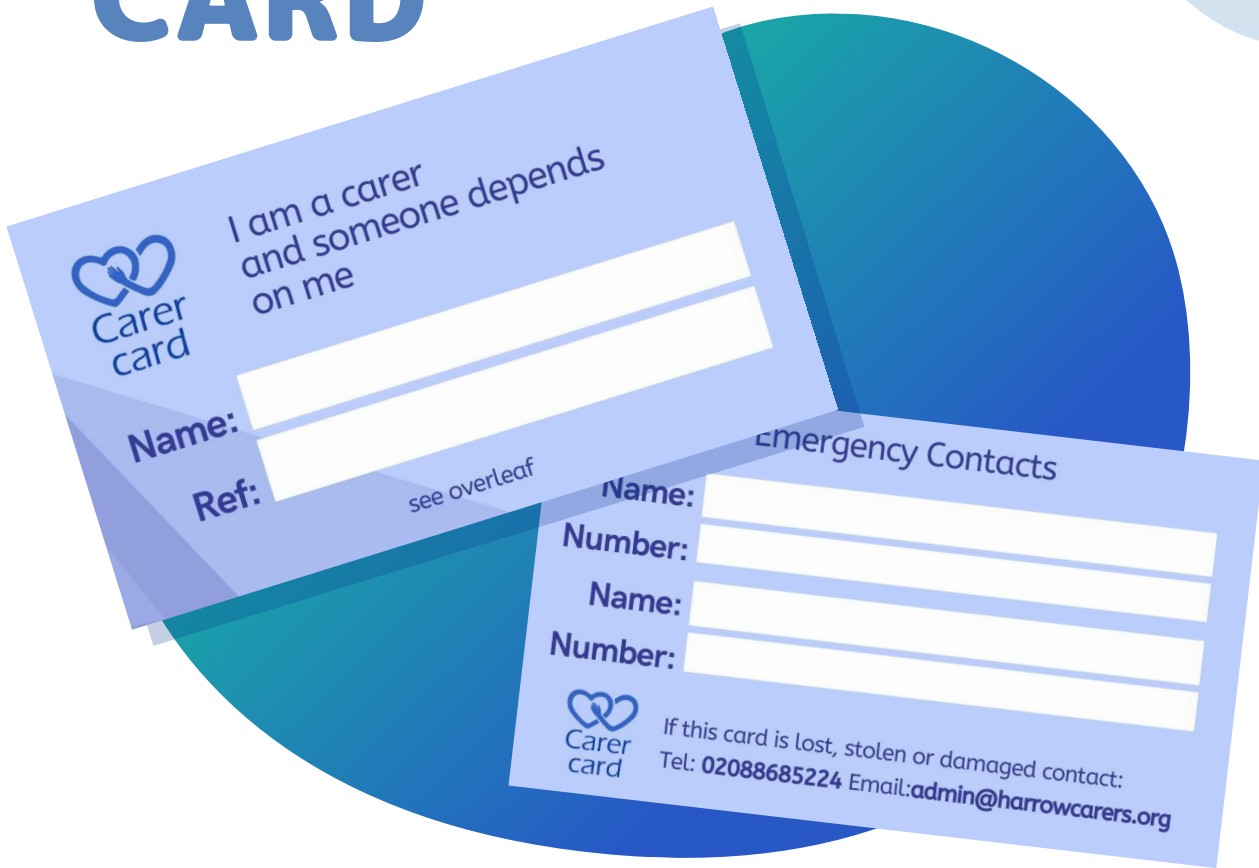 CARD
I am a carer
and someone depends
on me
Carer
card
Name:
Ref:
see overleaf
Emergency Contacts
Name:
Number:
Name:
Number:
Carer
card
If this card is lost, stolen or damaged contact:
Tel: 02088685224 Email:admin@harrowcarers.org